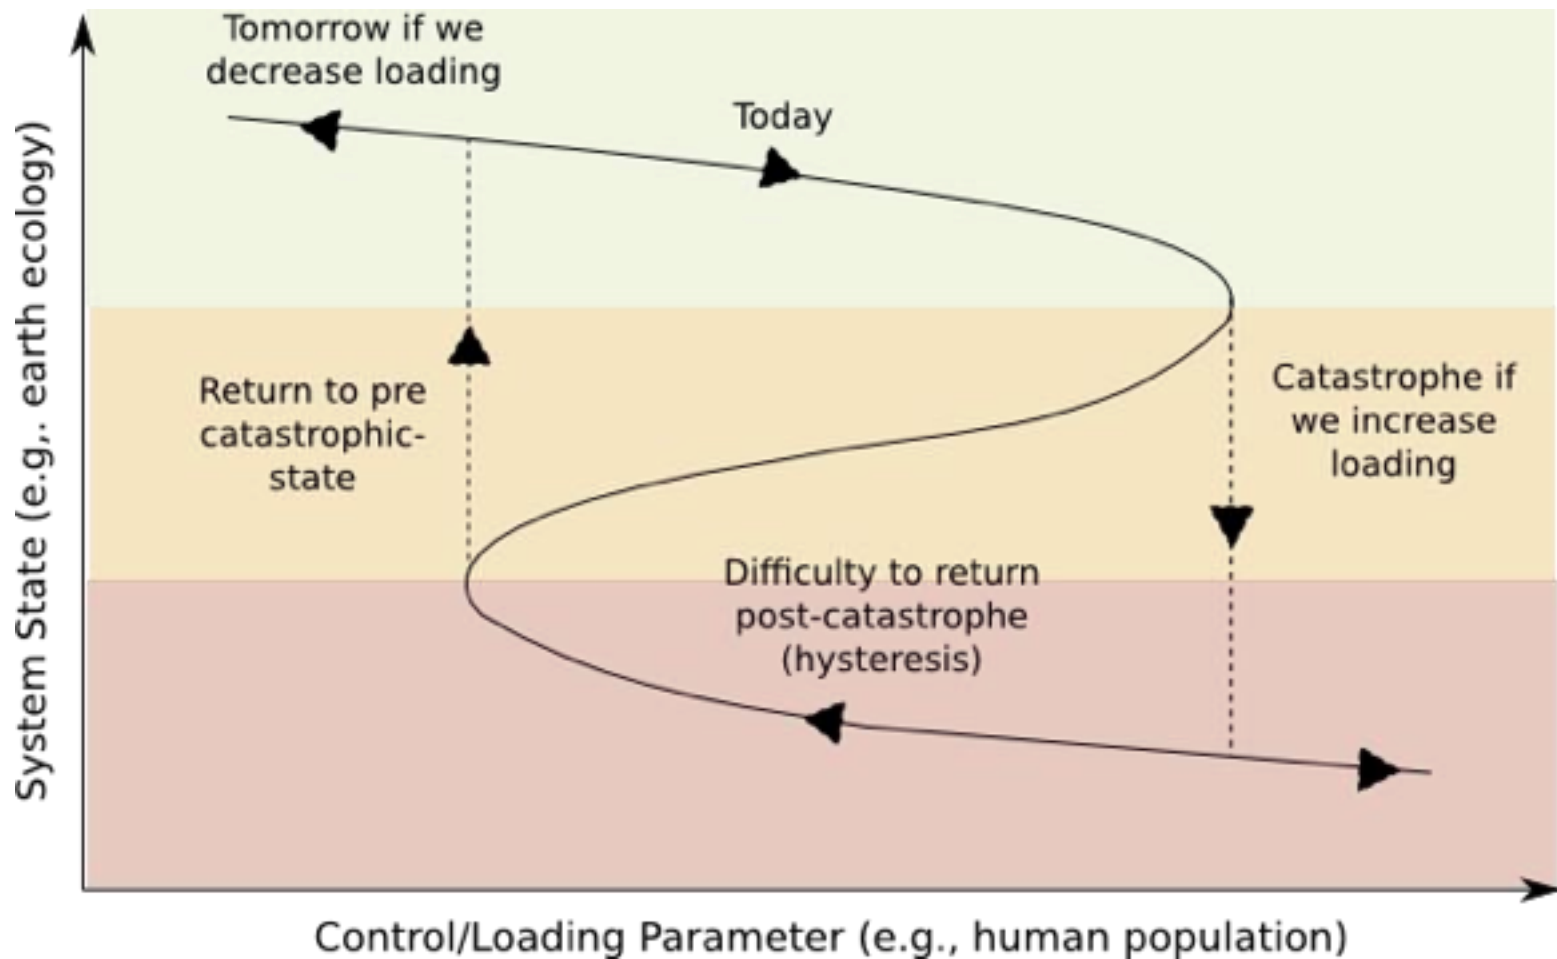 Tomorrow if we
decrease loading
Today
Return to pre
catastrophic-
state
Catastrophe if
we increase
loading
Difficulty to return
post-catastrophe
(hysteresis)
System State (e.g,. earth ecology)
Control/Loading Parameter (e.g., human population)